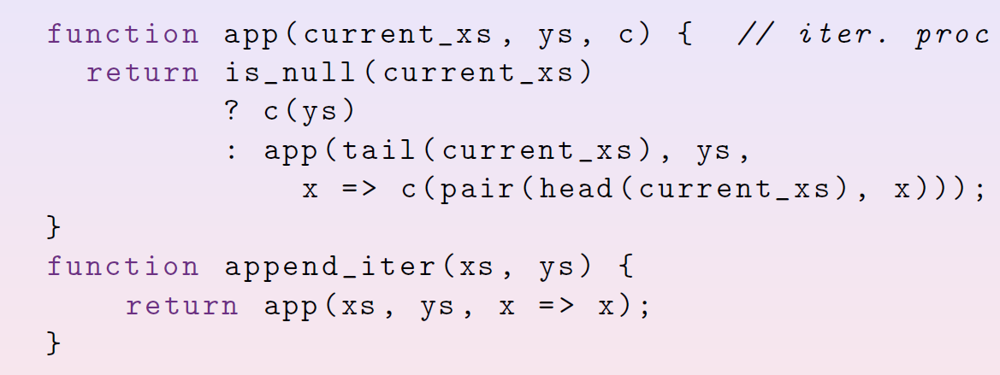 function app(current_xs, ys, c) {  // iter. proc
  return is_null(current_xs)
         ? c(ys)
         : app(tail(current_xs), ys,
             x => c(pair(head(current_xs), x)));
}
function append_iter(xs, ys) {
    return app(xs, ys, x => x);
}